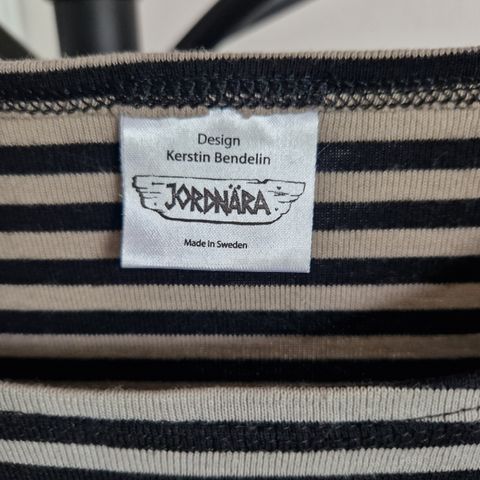 Design
Kerstin Bendelin
JORDNÄRA
Made in Sweden